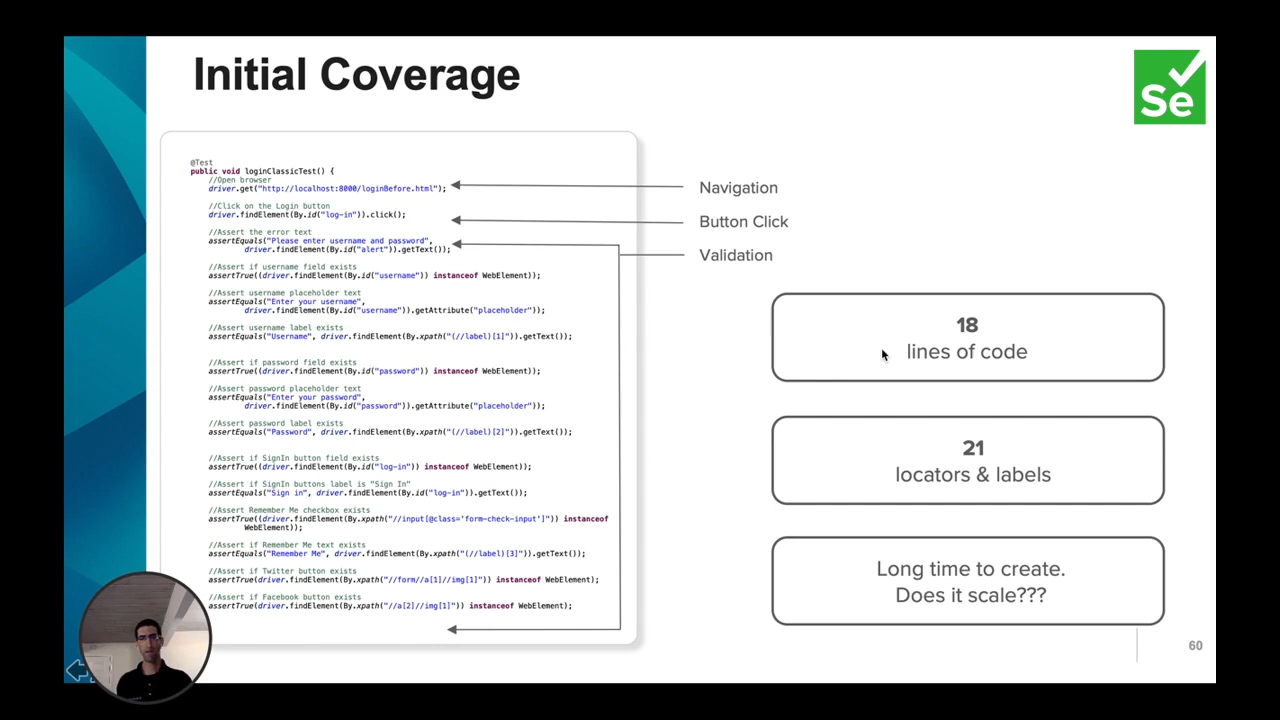 Initial Coverage
Se
@Test
public void loginClassicTest() {
//Open browser
driver.get("http://localhost:8000/loginBefore.html");
//Click on the Login button
driver.findElement(By.id("log-in")).click();
//Assert the error text
assertEquals("Please enter username and password",
driver.findElement(By.id("alert")).getText());
//Assert if username field exists
assertTrue((driver.findElement(By.id("username")) instanceof WebElement));
//Assert username placeholder text
assertEquals("Enter your username",
driver.findElement(By.id("username")).getAttribute("placeholder"));
//Assert username label exists
assertEquals("Username", driver.findElement(By.xpath("(//label)[1]")).getText());
//Assert if password field exists
assertTrue((driver.findElement(By.id("password")) instanceof WebElement));
//Assert password placeholder text
assertEquals("Enter your password",
driver.findElement(By.id("password")).getAttribute("placeholder"));
//Assert password label exists
assertEquals("Password", driver.findElement(By.xpath("(//label)[2]")).getText());
//Assert if SignIn button field exists
assertTrue((driver.findElement(By.id("log-in")) instanceof WebElement));
//Assert if SignIn buttons label is "Sign In"
assertEquals("Sign in", driver.findElement(By.id("log-in")).getText());
//Assert Remember Me checkbox exists
assertTrue((driver.findElement(By.xpath("//input[@class='form-check-input']")) instanceof
WebElement));
//Assert if Remember Me text exists
assertEquals("Remember Me", driver.findElement(By.xpath("(//label)[3]")).getText());
//Assert if Twitter button exists
assertTrue(driver.findElement(By.xpath("//form//a[1]//img[1]")) instanceof WebElement);
//Assert if Facebook button exists
assertTrue(driver.findElement(By.xpath("//a[2]//img[1]")) instanceof WebElement);
Navigation
Button Click
Validation
18
lines of code
21
locators & labels
Long time to create.
Does it scale???
60